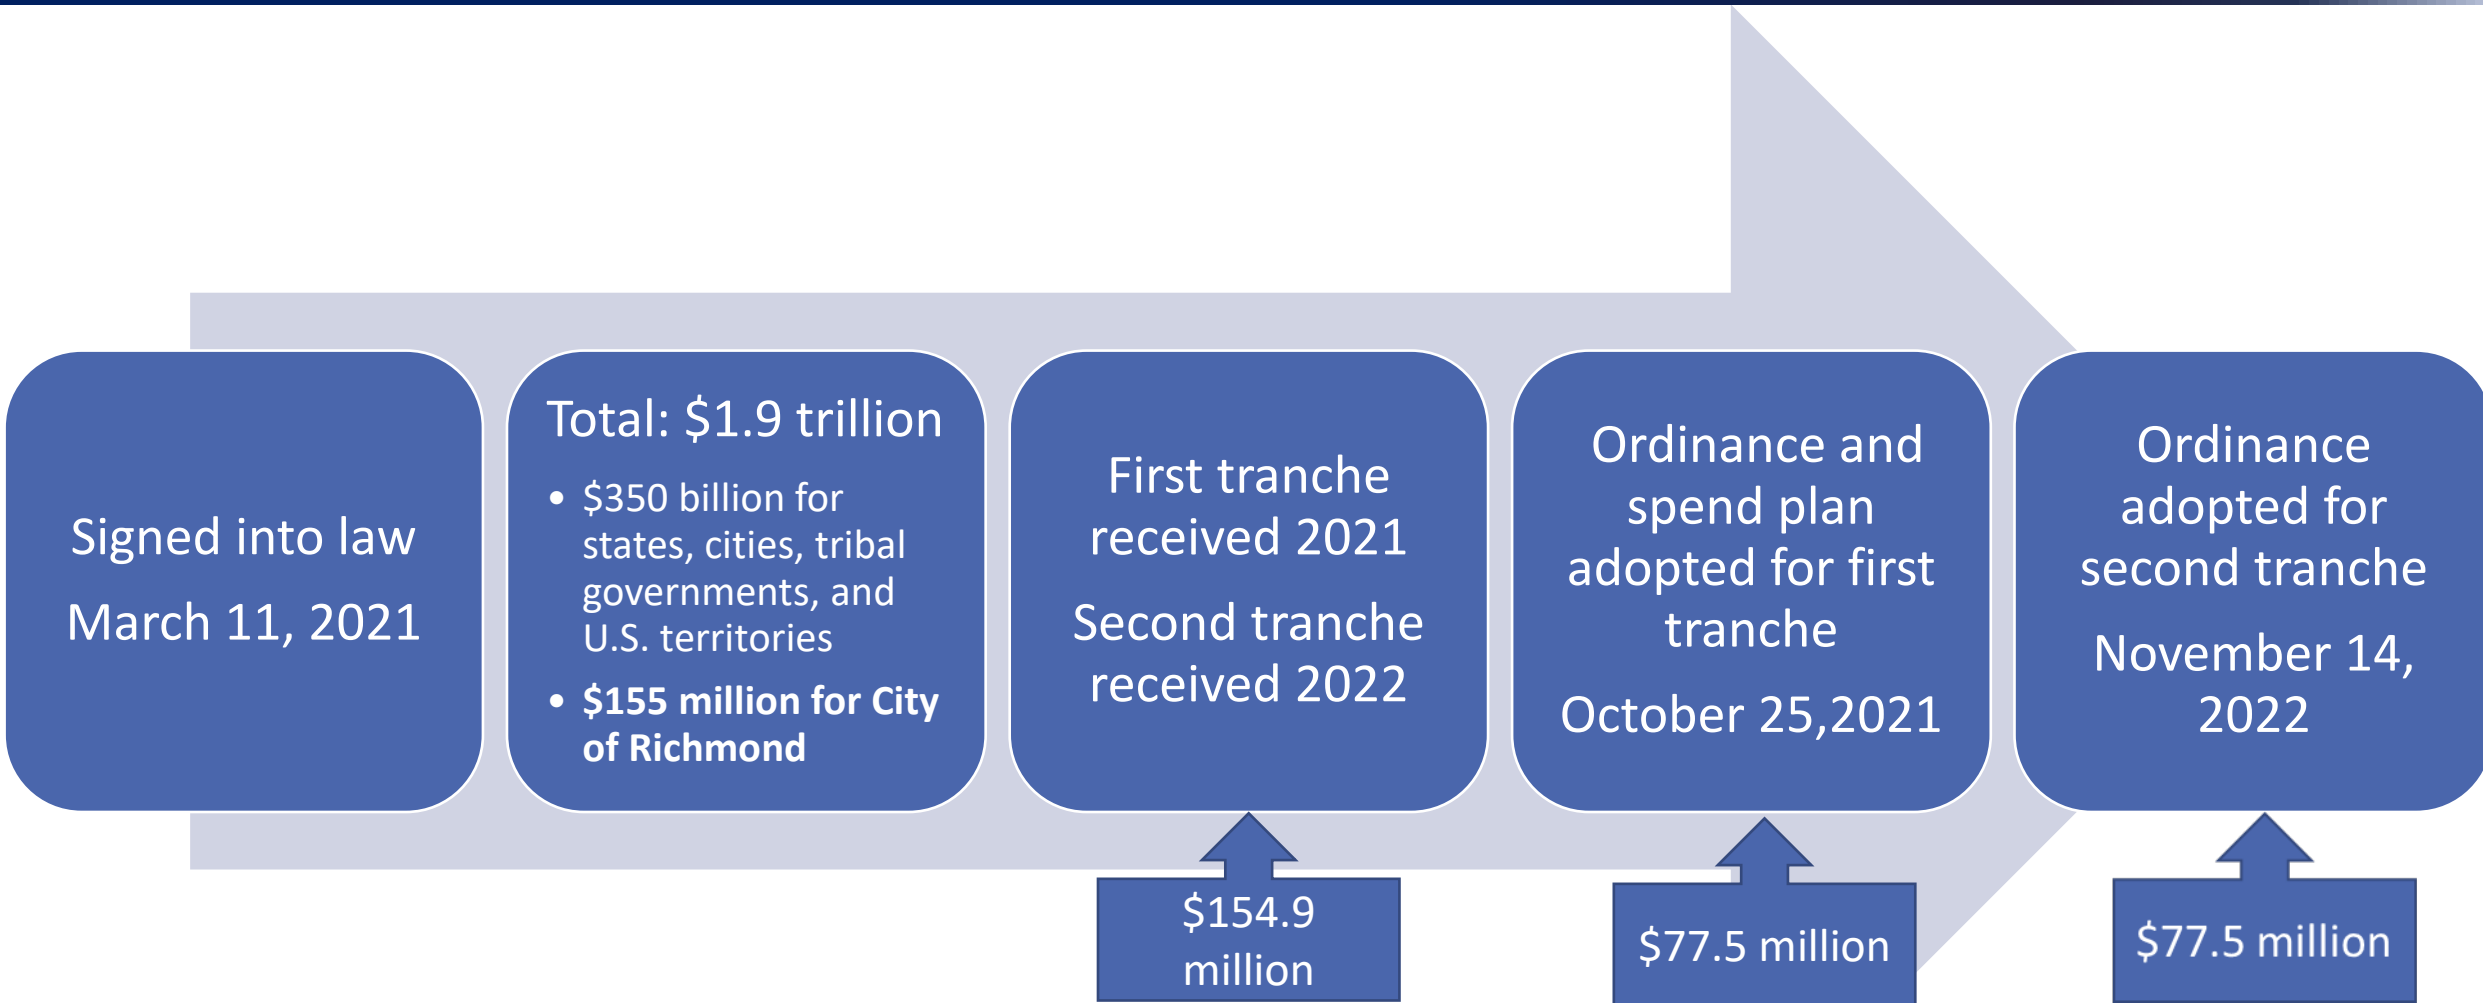 Signed into law
March 11, 2021
Total: $1.9 trillion
• $350 billion for
states, cities, tribal
governments, and
U.S. territories
• $155 million for City
of Richmond
First tranche
received 2021
Second tranche
received 2022
Ordinance and
spend plan
adopted for first
tranche
October 25,2021
Ordinance
adopted for
second tranche
November 14,
2022
$154.9
million
$77.5 million
$77.5 million